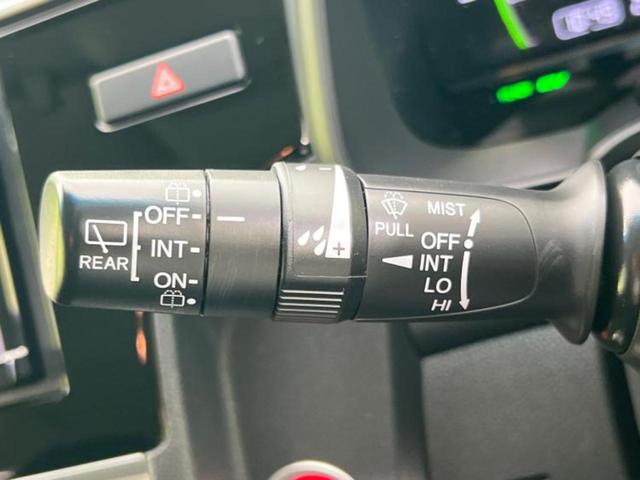 REAR
OFF
INT
ON
PULL
MIST
OFF
INT
LO
HI